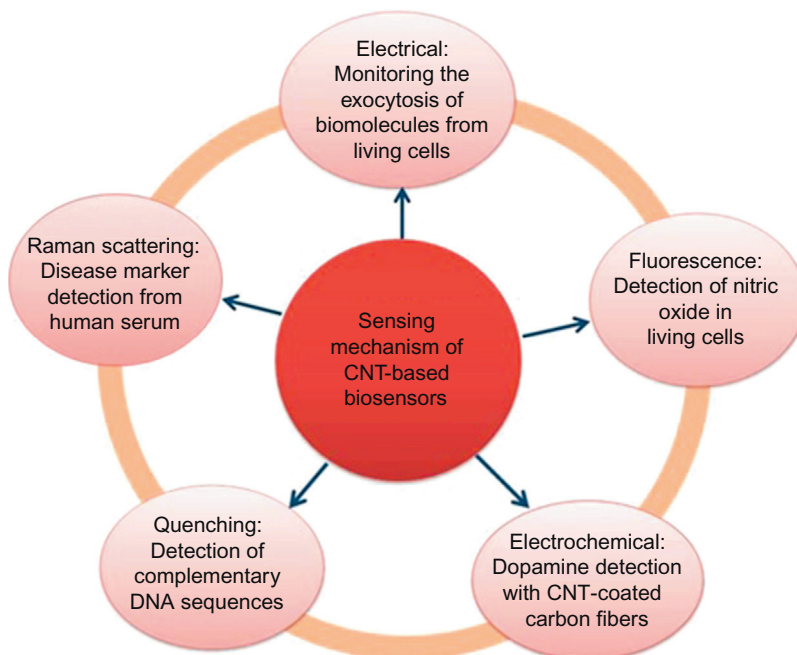 Electrical:
Monitoring the
exocytosis of
biomolecules from
living cells
Raman scattering:
Disease marker
detection from
human serum
Fluorescence:
Detection of nitric
oxide in
living cells
Sensing
mechanism of
CNT-based
biosensors
Quenching:
Detection of
complementary
DNA sequences
Electrochemical:
Dopamine detection
with CNT-coated
carbon fibers